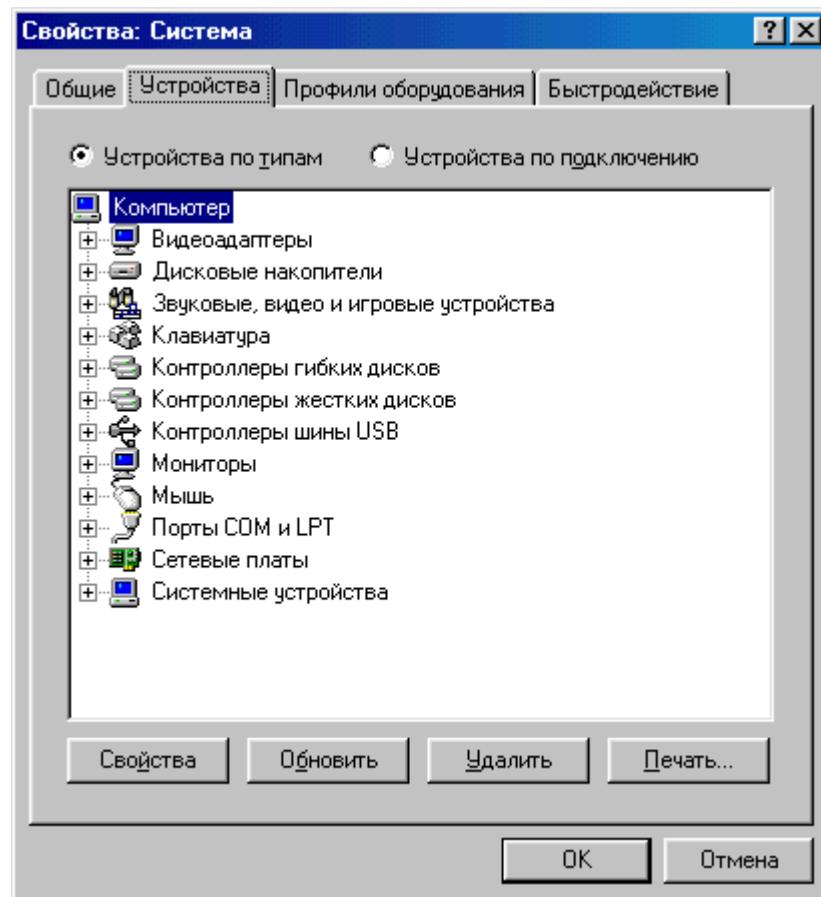 Свойства: Система
Общие Устройства Профили оборудования Быстродействие
Устройства по типам Устройства по подключению
Компьютер
Видеоадаптеры
Дисковые накопители
Звуковые, видео и игровые устройства
Клавиатура
Контроллеры гибких дисков
Контроллеры жестких дисков
Контроллеры шины USB
Мониторы
Мышь
Порты COM и LPT
Сетевые платы
Системные устройства
Свойства Обновить Удалить Печать...
OK Отмена